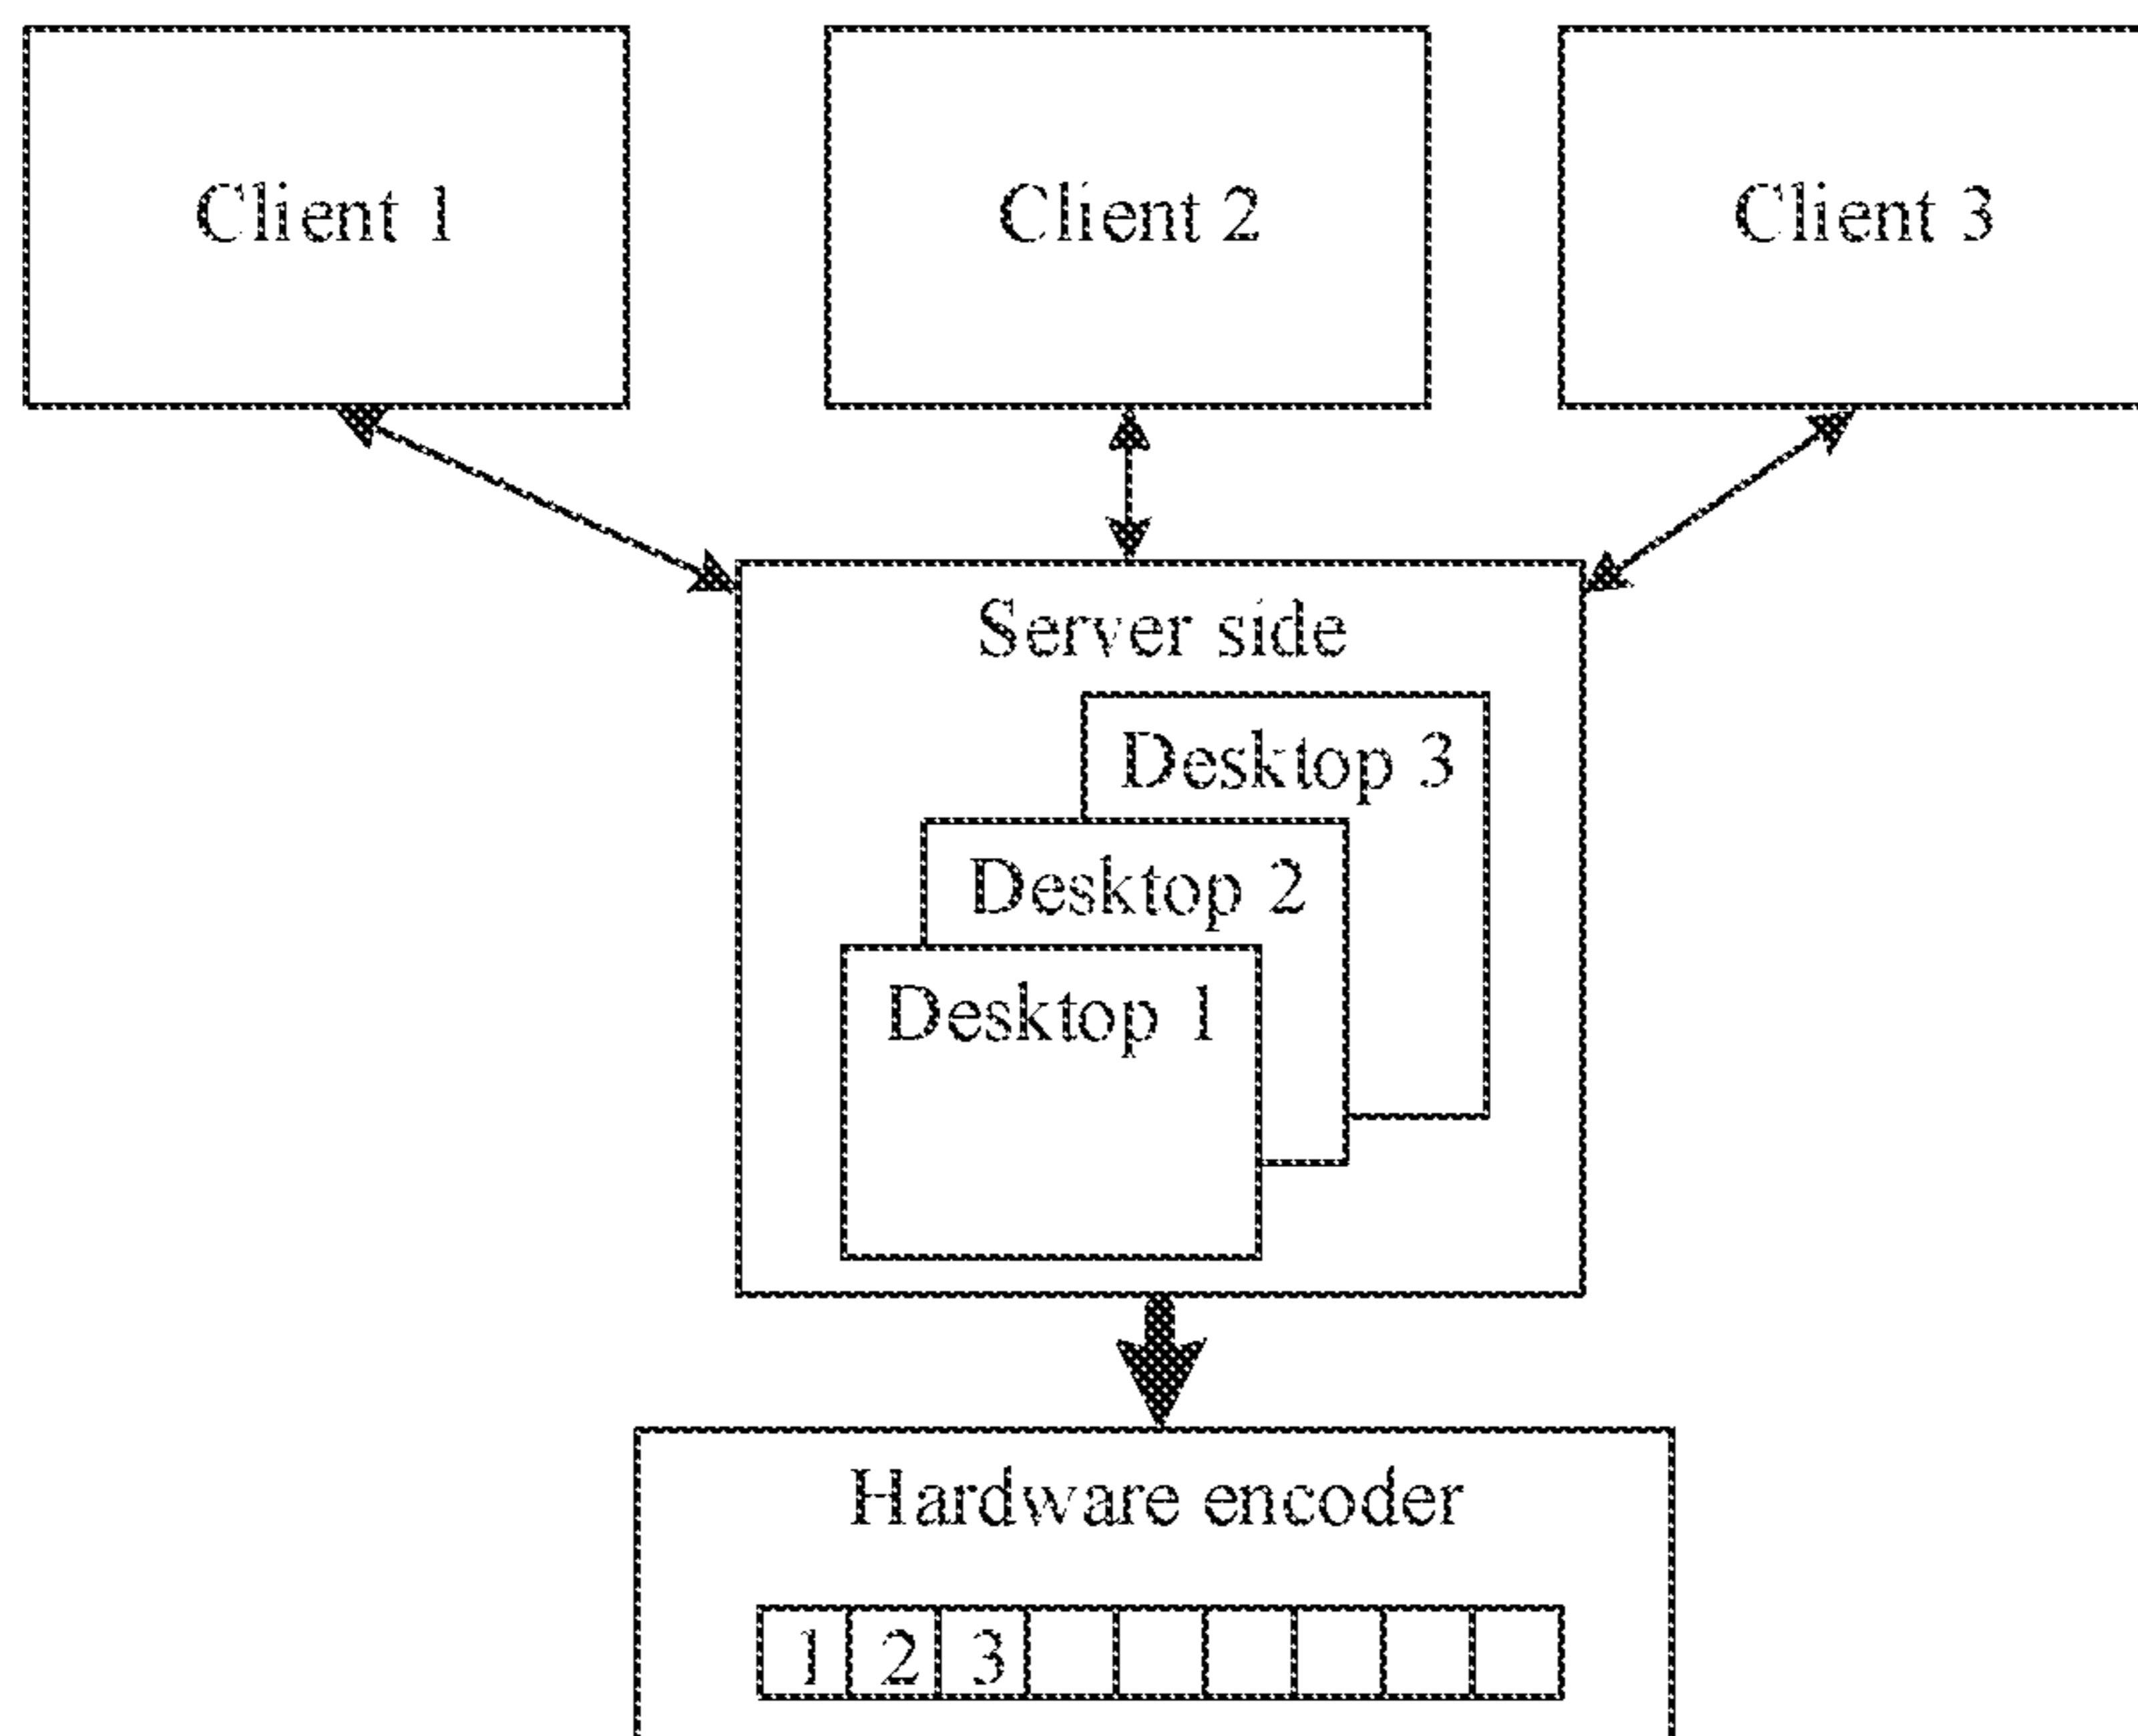 Client 1
Client 2
Client 3
Server side
Desktop 3
Desktop 2
Desktop 1
Hardware encoder
1 2 3